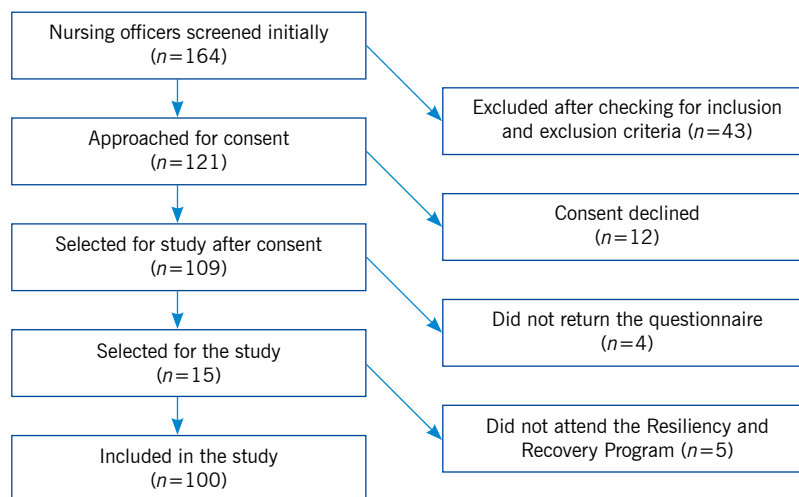 Nursing officers screened initially
(n=164)
Excluded after checking for inclusion
and exclusion criteria (n=43)
Approached for consent
(n=121)
Consent declined
(n=12)
Selected for study after consent
(n=109)
Did not return the questionnaire
(n=4)
Selected for the study
(n=15)
Did not attend the Resiliency and
Recovery Program (n=5)
Included in the study
(n=100)